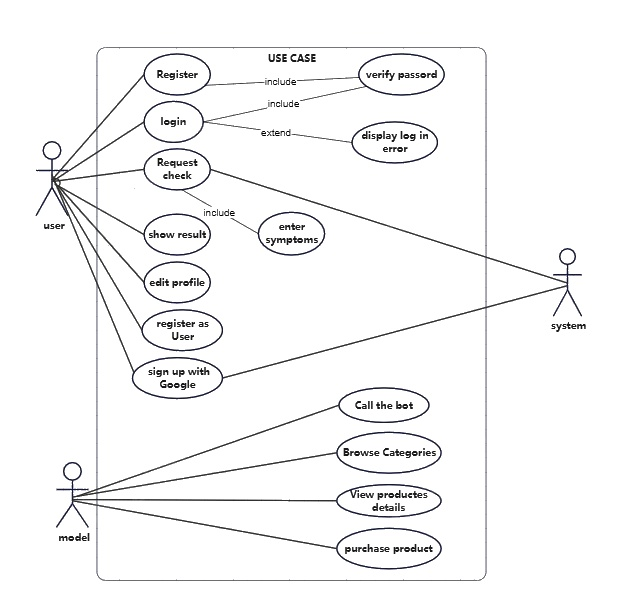 USE CASE
Register
include
verify passord
login
include
extend
display log in
error
Request
check
user
include
enter
symptoms
show result
edit profile
system
register as
User
sign up with
Google
Call the bot
Browse Categories
View productes
details
model
purchase product